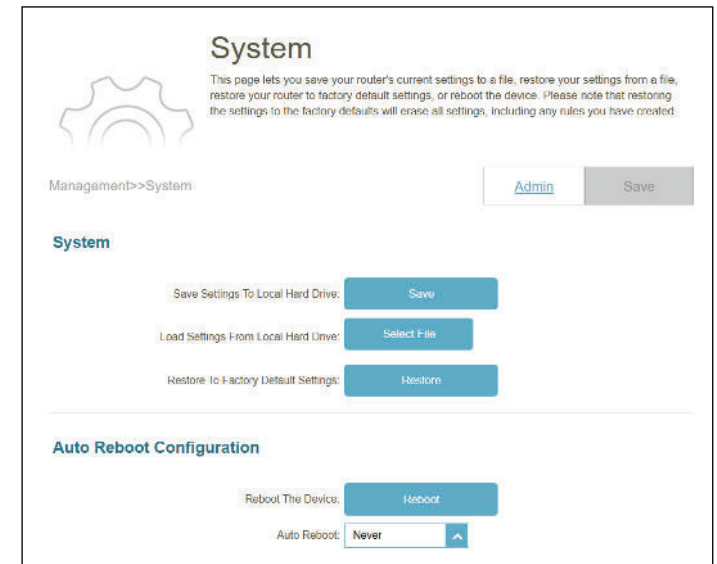 System
This page lets you save your router's current settings to a file, restore your settings from a file,
restore your router to factory default settings, or reboot the device. Please note that restoring
the settings to the factory defaults will erase all settings, including any rules you have created
Management>>System
Admin
Save
System
Save Settings To Local Hard Drive: Save
Load Settings From Local Hard Drive: Select File
Restore To Factory Default Settings: Restore
Auto Reboot Configuration
Reboot The Device: Reboot
Auto Reboot: Never